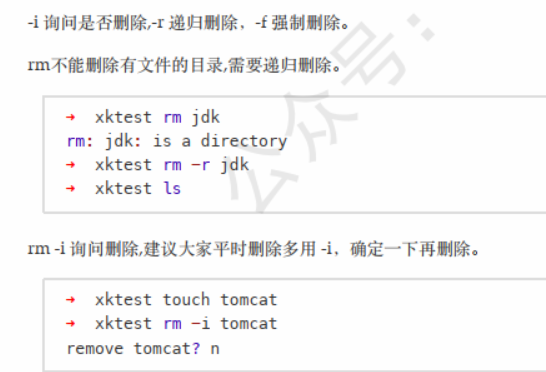 -i 询问是否删除,-r 递归删除，-f 强制删除。
rm不能删除有文件的目录,需要递归删除。
公众号：
→ xktest rm jdk
rm: jdk: is a directory
→ xktest rm -r jdk
→ xktest ls
rm -i 询问删除,建议大家平时删除多用 -i，确定一下再删除。
→ xktest touch tomcat
→ xktest rm -i tomcat
remove tomcat? n